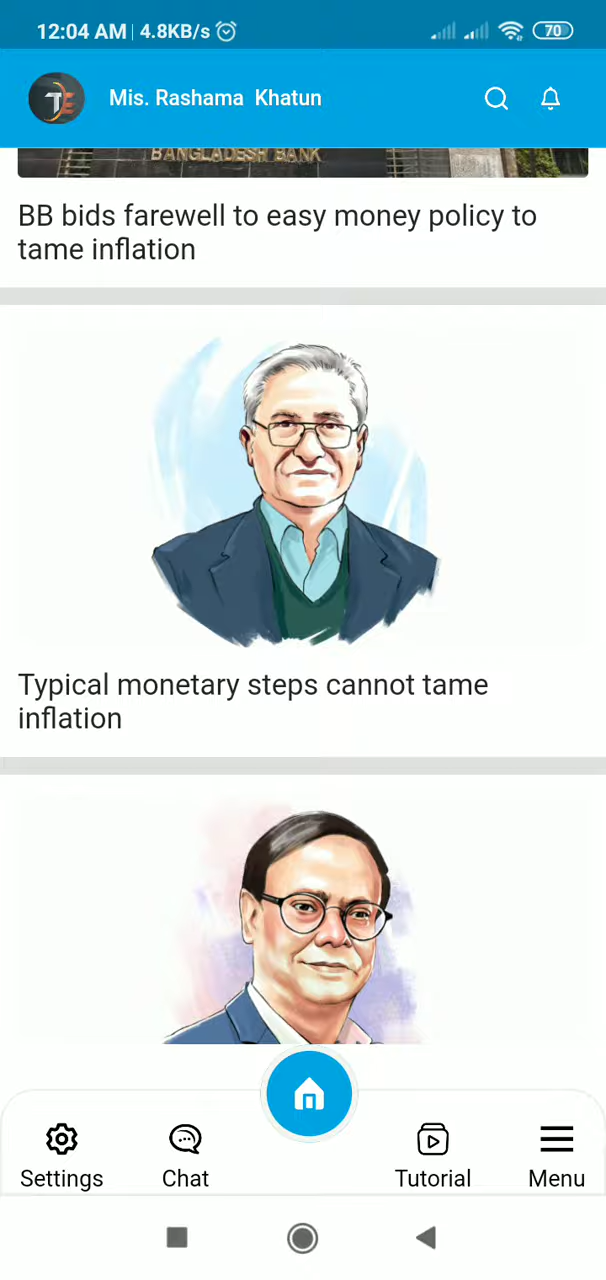 12:04 AM | 4.8KB/s 70
TE Mis. Rashama Khatun
BANGLADESH BANK
BB bids farewell to easy money policy to
tame inflation
Typical monetary steps cannot tame
inflation
Settings Chat Tutorial Menu